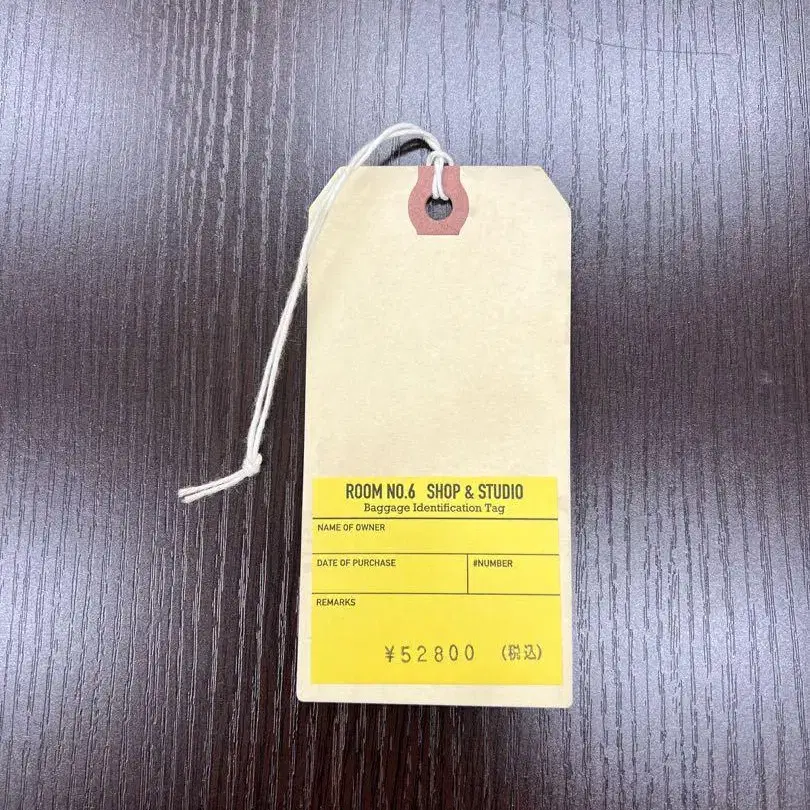 ROOM NO.6 SHOP & STUDIO
Baggage Identification Tag
NAME OF OWNER
DATE OF PURCHASE #NUMBER
REMARKS
¥52800 (税込)